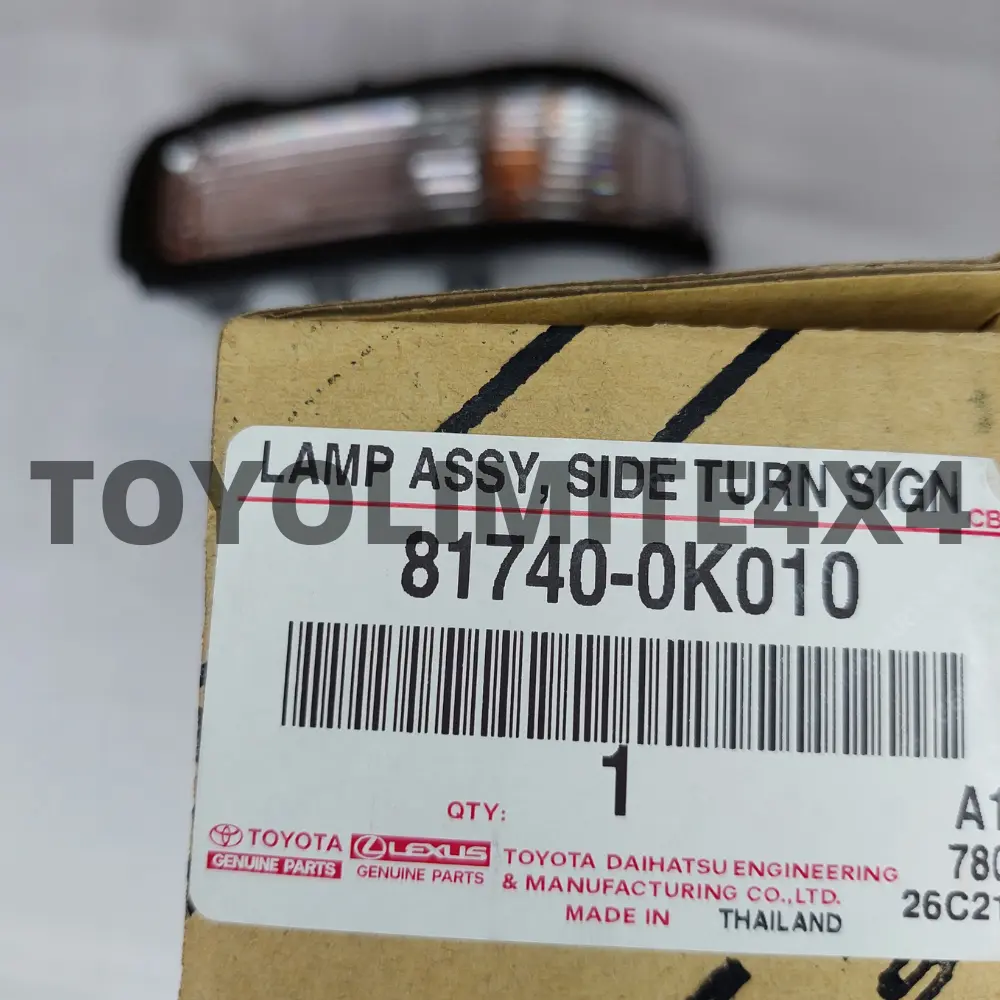 LAMP ASSY, SIDE TURN SIGN
TOYOLIMITE4X4
81740-0K010
1
QTY:
TOYOTA
GENUINE PARTS
LEXUS
GENUINE PARTS
TOYOTA DAIHATSU ENGINEERING
& MANUFACTURING CO.,LTD.
MADE IN THAILAND